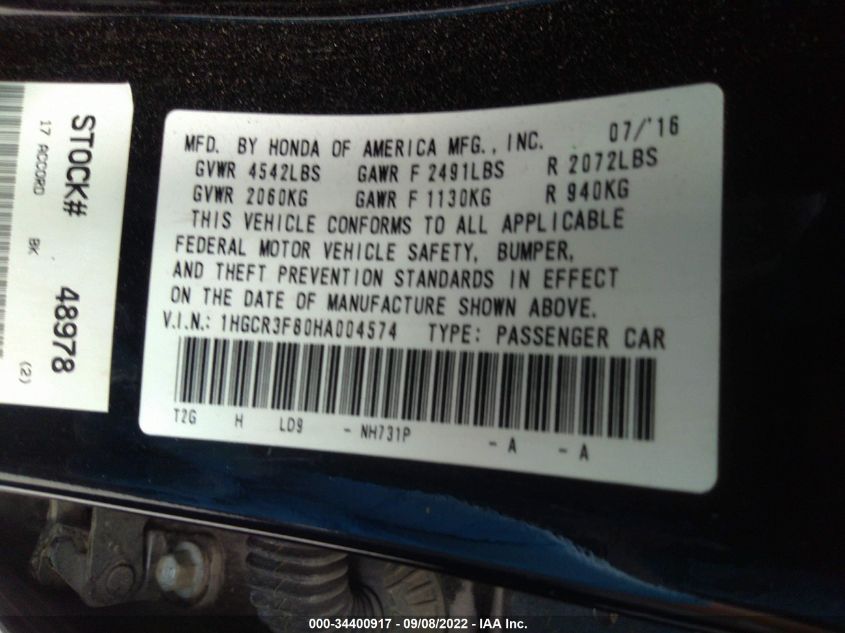 STOCK# 48978
17 ACCORD BK (2)
MFD. BY HONDA OF AMERICA MFG., INC. 07/'16
GVWR 4542LBS GAWR F 2491LBS R 2072LBS
GVWR 2060KG GAWR F 1130KG R 940KG
THIS VEHICLE CONFORMS TO ALL APPLICABLE
FEDERAL MOTOR VEHICLE SAFETY, BUMPER,
AND THEFT PREVENTION STANDARDS IN EFFECT
ON THE DATE OF MANUFACTURE SHOWN ABOVE.
V.I.N.: 1HGCR3F80HA004574 TYPE: PASSENGER CAR
T2G H LD9 - NH731P - A - A
000-34400917 - 09/08/2022 - IAA Inc.